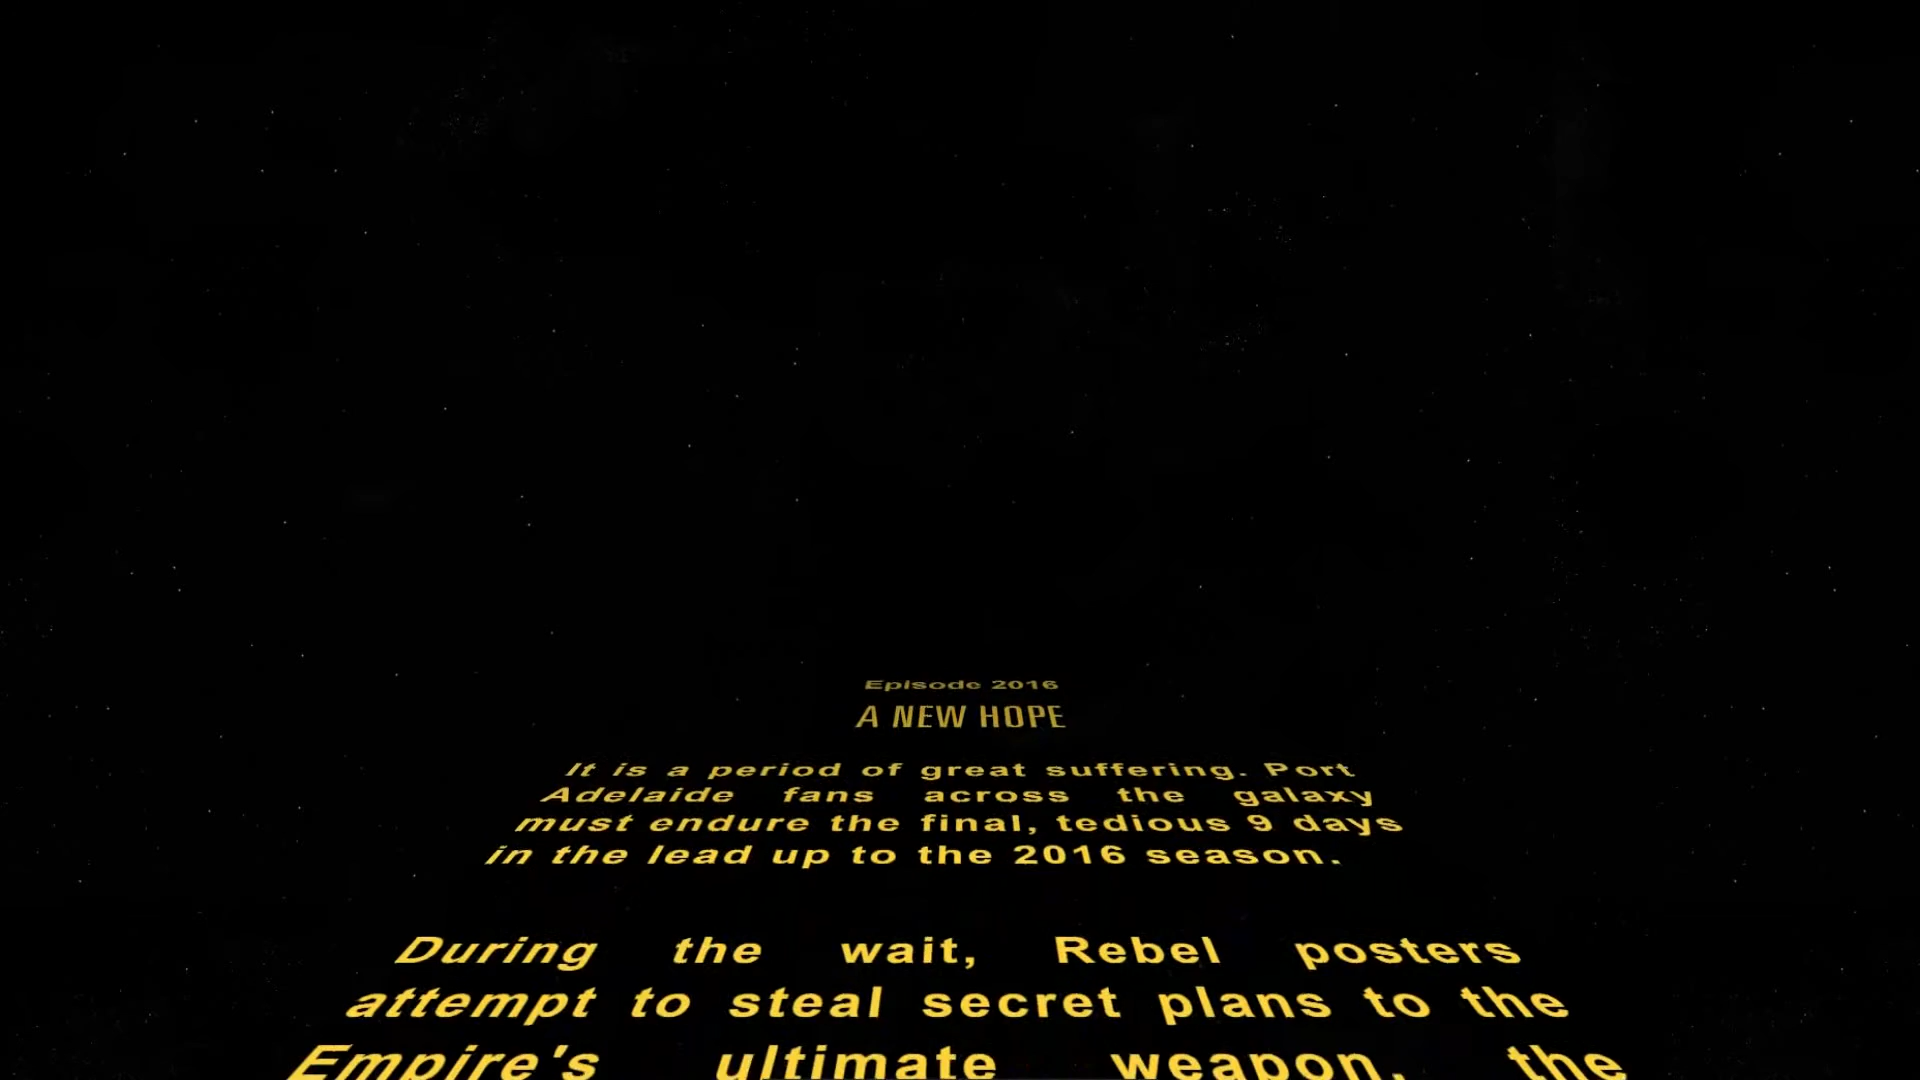 Episode 2016
A NEW HOPE
It is a period of great suffering. Port
Adelaide fans across the galaxy
must endure the final, tedious 9 days
in the lead up to the 2016 season.
During the wait, Rebel posters
attempt to steal secret plans to the
Empire's ultimate weapon, the